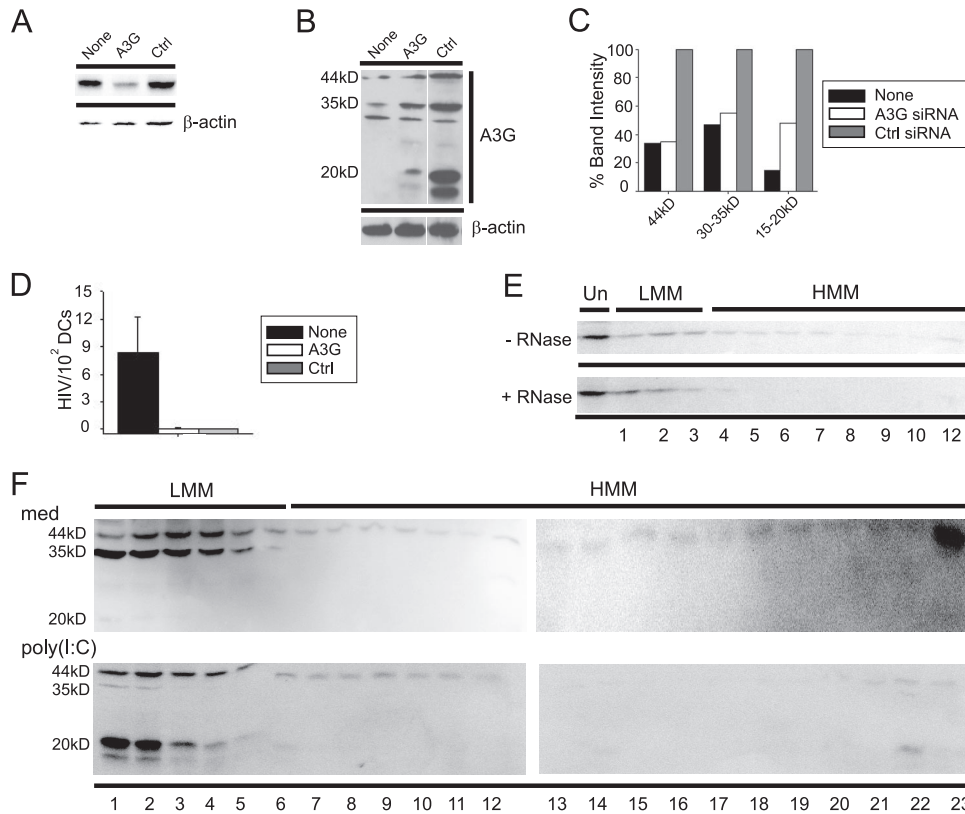 A
None A3G Ctrl
β-actin
B
None A3G Ctrl
44kD
35kD
20kD
A3G
β-actin
C
% Band Intensity
100
80
60
40
20
0
44kD 30-35kD 15-20kD
None
A3G siRNA
Ctrl siRNA
D
HIV/10² DCs
15
12
9
6
3
0
None
A3G
Ctrl
E
Un LMM HMM
- RNase
+ RNase
1 2 3 4 5 6 7 8 9 10 12
F
LMM HMM
med
44kD
35kD
20kD
poly(I:C)
44kD
35kD
20kD
1 2 3 4 5 6 7 8 9 10 11 12 13 14 15 16 17 18 19 20 21 22 23